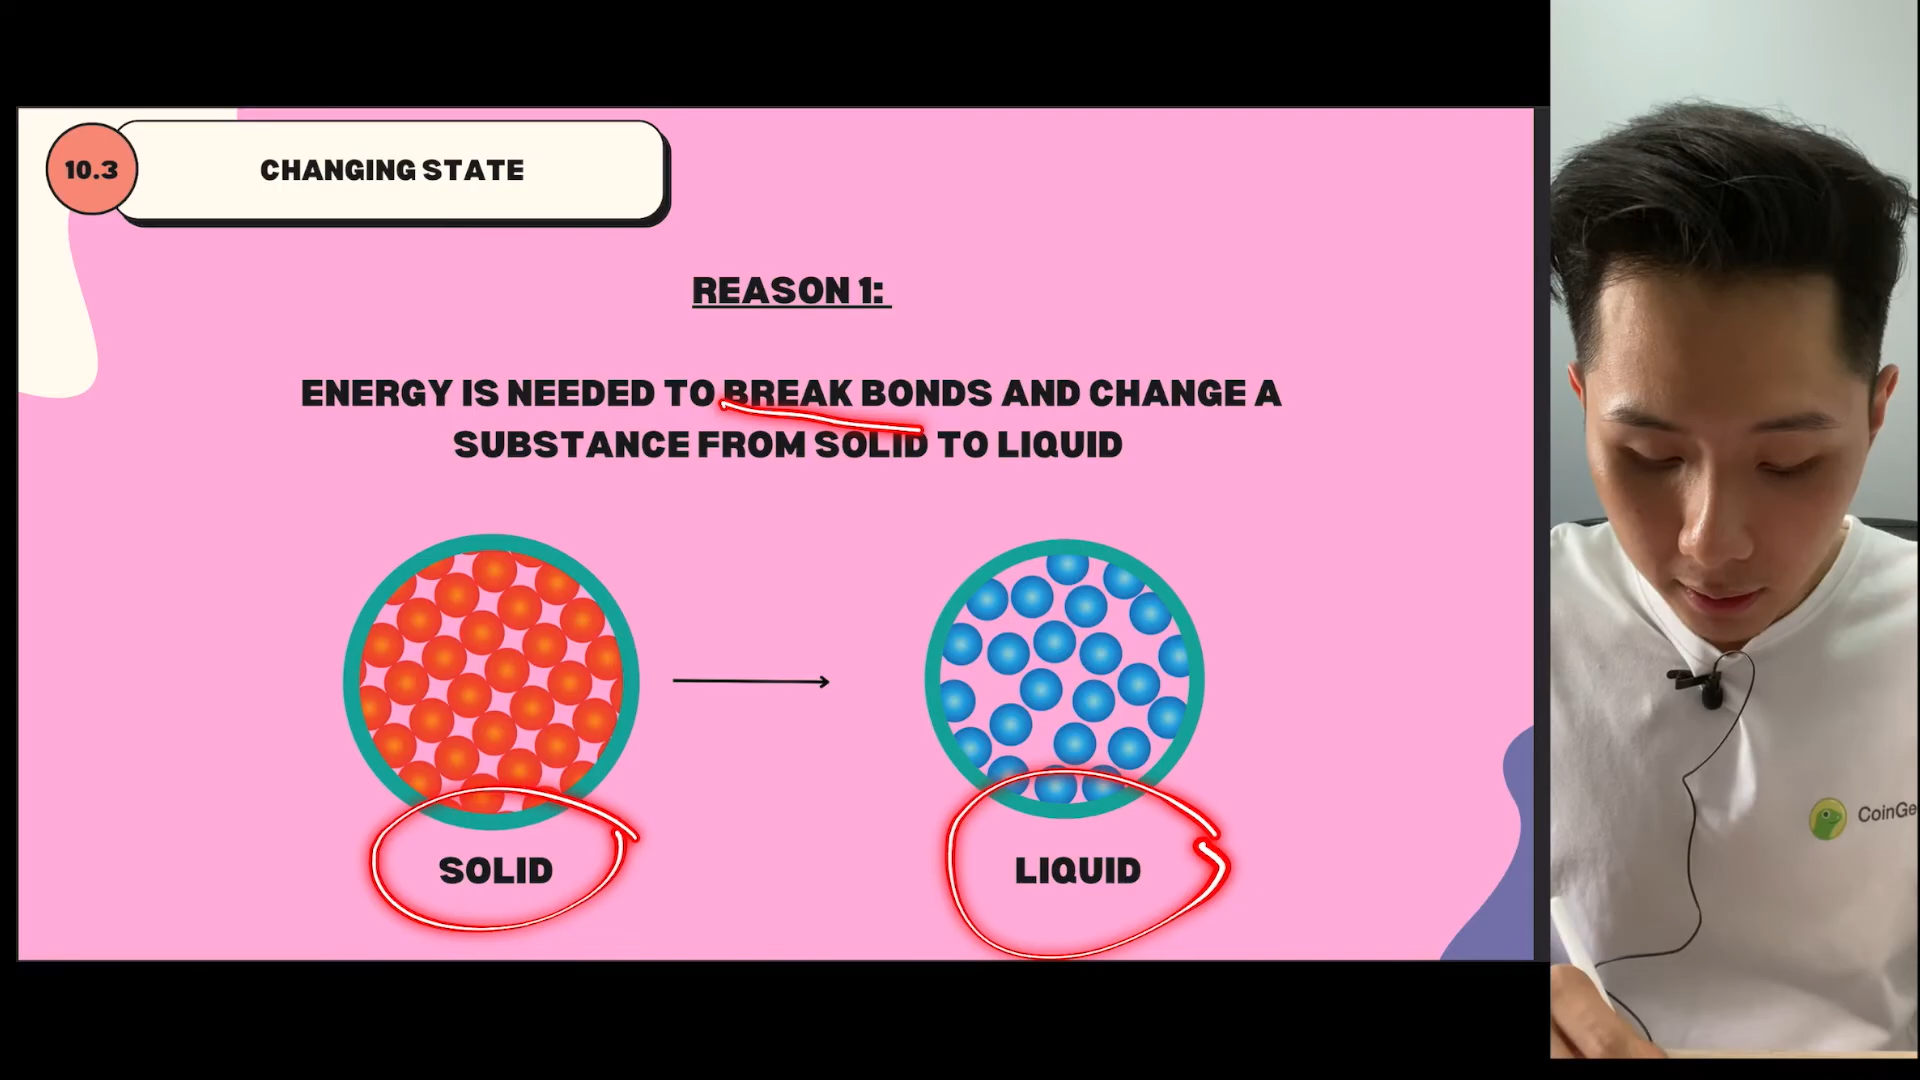 10.3
CHANGING STATE
REASON 1:
ENERGY IS NEEDED TO BREAK BONDS AND CHANGE A
SUBSTANCE FROM SOLID TO LIQUID
SOLID
LIQUID
CoinGe